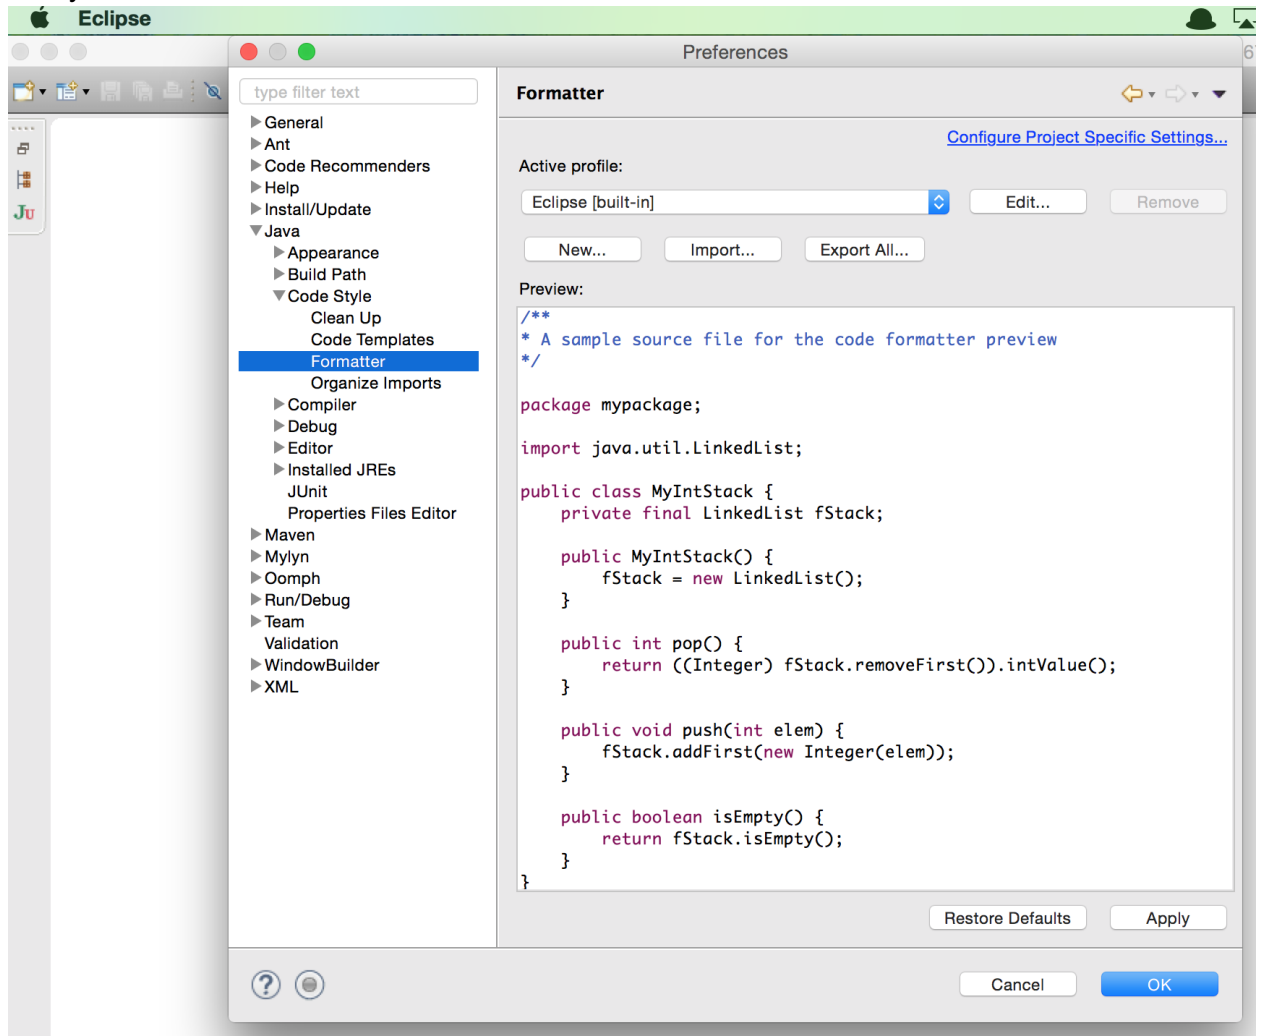 Eclipse
Preferences
type filter text
Formatter
General
Ant
Code Recommenders
Help
Install/Update
Java
Appearance
Build Path
Code Style
Clean Up
Code Templates
Formatter
Organize Imports
Compiler
Debug
Editor
Installed JREs
JUnit
Properties Files Editor
Maven
Mylyn
Oomph
Run/Debug
Team
Validation
WindowBuilder
XML
Ju
Configure Project Specific Settings...
Active profile:
Eclipse [built-in] Edit... Remove
New... Import... Export All...
Preview:
/**
* A sample source file for the code formatter preview
*/
package mypackage;
import java.util.LinkedList;
public class MyIntStack {
private final LinkedList fStack;
public MyIntStack() {
fStack = new LinkedList();
}
public int pop() {
return ((Integer) fStack.removeFirst()).intValue();
}
public void push(int elem) {
fStack.addFirst(new Integer(elem));
}
public boolean isEmpty() {
return fStack.isEmpty();
}
}
Restore Defaults Apply
? Cancel OK